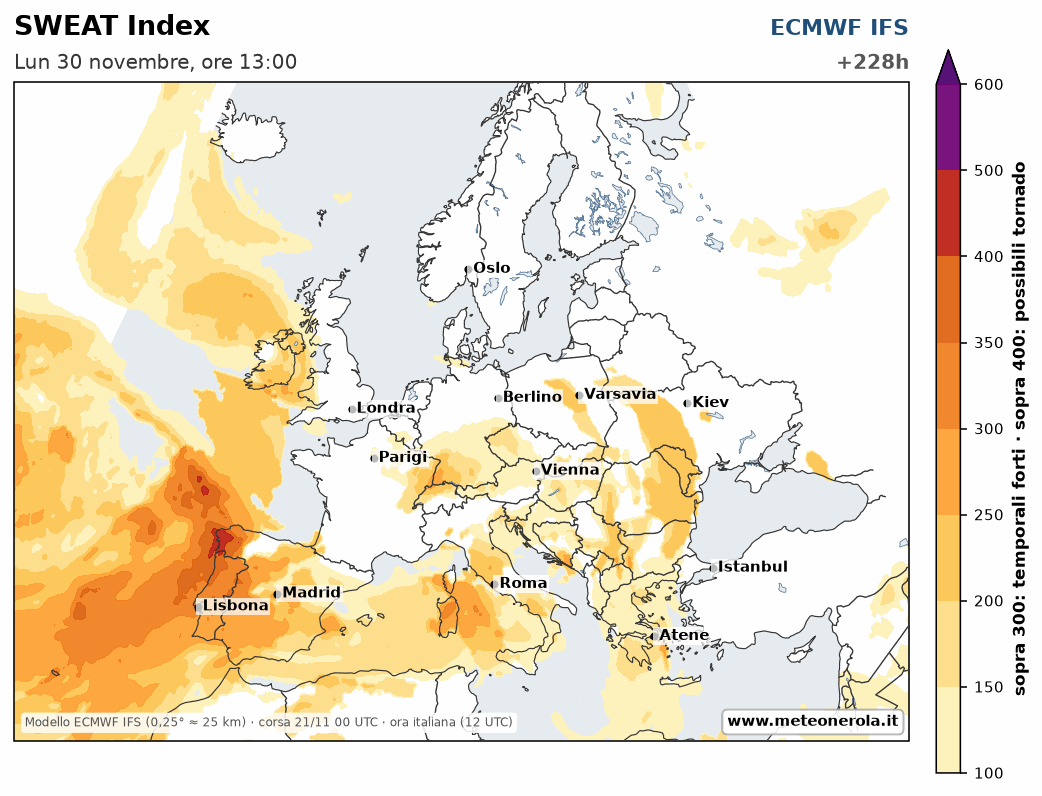 SWEAT Index
ECMWF IFS
Lun 30 novembre, ore 13:00
+228h
600
500
400
350
300
250
200
150
100
sopra 300: temporali forti · sopra 400: possibili tornado
Oslo
Londra
Berlino
Varsavia
Kiev
Parigi
Vienna
Istanbul
Roma
Madrid
Lisbona
Atene
Modello ECMWF IFS (0,25° ≈ 25 km) · corsa 21/11 00 UTC · ora italiana (12 UTC)
www.meteonerola.it